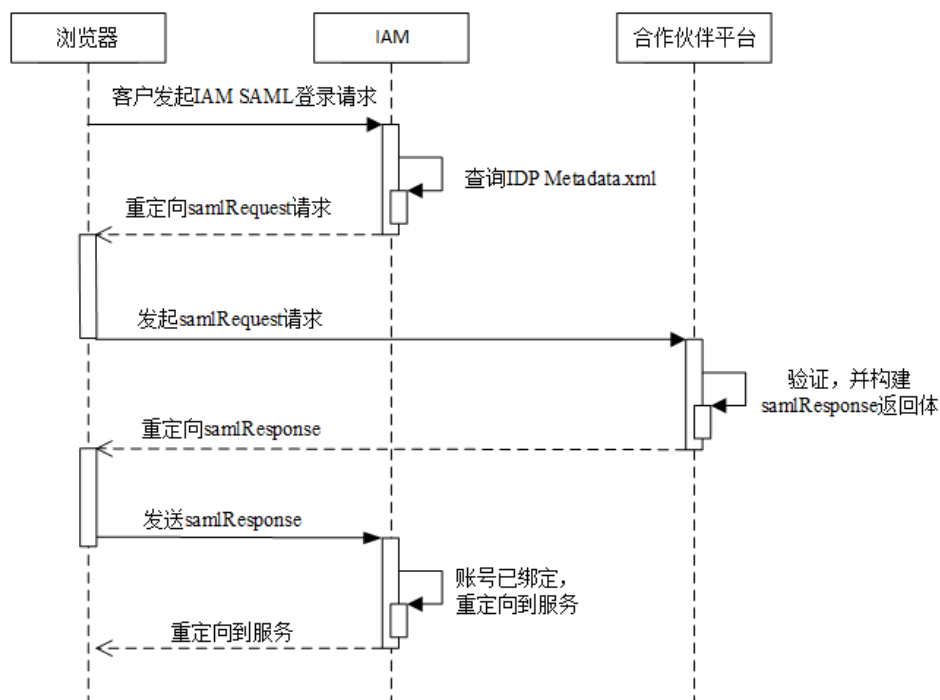 浏览器
IAM
合作伙伴平台
客户发起IAM SAML登录请求
查询IDP Metadata.xml
重定向samlRequest请求
发起samlRequest请求
验证，并构建
samlResponse返回体
重定向samlResponse
发送samlResponse
账号已绑定，
重定向到服务
重定向到服务